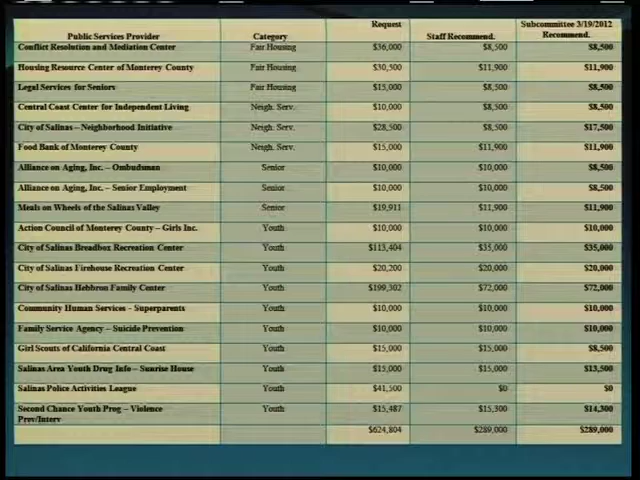 Public Services Provider Category Request Staff Recommend. Subcommittee 3/19/2012 Recommend.
Conflict Resolution and Mediation Center Fair Housing $36,000 $8,500 $8,500
Housing Resource Center of Monterey County Fair Housing $30,500 $11,900 $11,900
Legal Services for Seniors Fair Housing $15,000 $8,500 $8,500
Central Coast Center for Independent Living Neigh. Serv. $10,000 $8,500 $8,500
City of Salinas – Neighborhood Initiative Neigh. Serv. $28,500 $8,500 $17,500
Food Bank of Monterey County Neigh. Serv. $15,000 $11,900 $11,900
Alliance on Aging, Inc. – Ombudsman Senior $10,000 $10,000 $8,500
Alliance on Aging, Inc. – Senior Employment Senior $10,000 $10,000 $8,500
Meals on Wheels of the Salinas Valley Senior $19,911 $11,900 $11,900
Action Council of Monterey County – Girls Inc. Youth $10,000 $10,000 $10,000
City of Salinas Breadbox Recreation Center Youth $113,404 $35,000 $35,000
City of Salinas Firehouse Recreation Center Youth $20,200 $20,000 $20,000
City of Salinas Hebbron Family Center Youth $199,302 $72,000 $72,000
Community Human Services – Superparents Youth $10,000 $10,000 $10,000
Family Service Agency – Suicide Prevention Youth $10,000 $10,000 $10,000
Girl Scouts of California Central Coast Youth $15,000 $15,000 $8,500
Salinas Area Youth Drug Info – Sunrise House Youth $15,000 $15,000 $13,500
Salinas Police Activities League Youth $41,500 $0 $0
Second Chance Youth Prog – Violence Prev/Interv Youth $15,487 $15,300 $14,300
$624,804 $289,000 $289,000